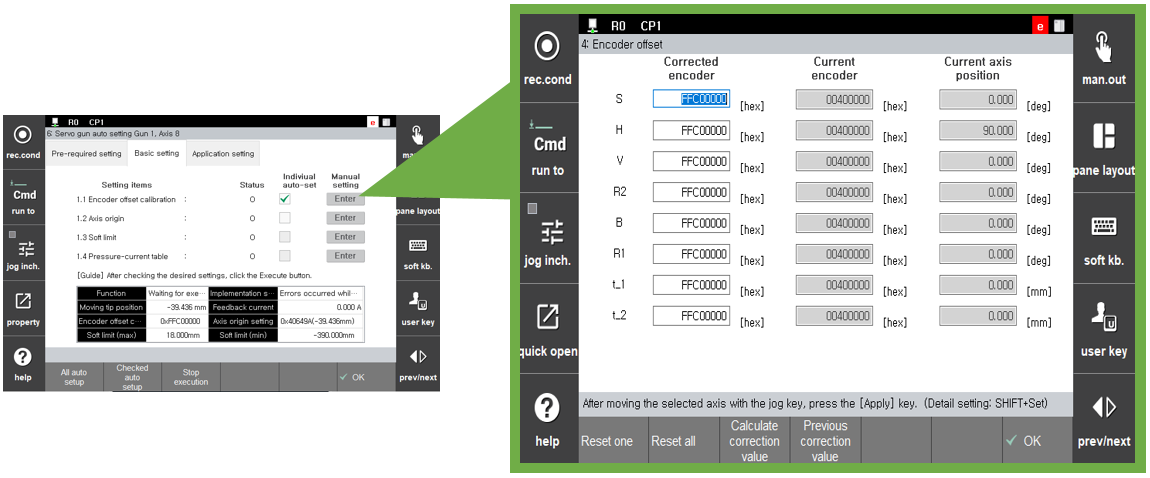 R0 CP1
6: Servo gun auto setting Gun 1, Axis 8
Pre-required setting Basic setting Application setting
Setting items Status Indiviual auto-set Manual setting
1.1 Encoder offset calibration : O Enter
1.2 Axis origin : O Enter
1.3 Soft limit : O Enter
1.4 Pressure-current table : O Enter
[Guide] After checking the desired settings, click the Execute button.
Function Waiting for exe… Implementation s… Errors occurred whil…
Moving tip position -39.436 mm Feedback current 0.000 A
Encoder offset c… 0xFFC00000 Axis origin setting 0x40649A(-39.436mm)
Soft limit (max) 18.000mm Soft limit (min) -390.000mm
All auto setup
Checked auto setup
Stop execution
OK
rec.cond
Cmd
run to
jog inch.
property
help
pane layout
soft kb.
user key
prev/next
R0 CP1 e
4: Encoder offset
Corrected encoder
Current encoder
Current axis position
S FFC00000 [hex] 00400000 [hex] 0.000 [deg]
H FFC00000 [hex] 00400000 [hex] 90.000 [deg]
V FFC00000 [hex] 00400000 [hex] 0.000 [deg]
R2 FFC00000 [hex] 00400000 [hex] 0.000 [deg]
B FFC00000 [hex] 00400000 [hex] 0.000 [deg]
R1 FFC00000 [hex] 00400000 [hex] 0.000 [deg]
t_1 FFC00000 [hex] 00400000 [hex] 0.000 [mm]
t_2 FFC00000 [hex] 00400000 [hex] 0.000 [mm]
After moving the selected axis with the jog key, press the [Apply] key. (Detail setting: SHIFT+Set)
Reset one
Reset all
Calculate correction value
Previous correction value
OK
rec.cond
Cmd
run to
jog inch.
quick open
help
man.out
pane layout
soft kb.
user key
prev/next